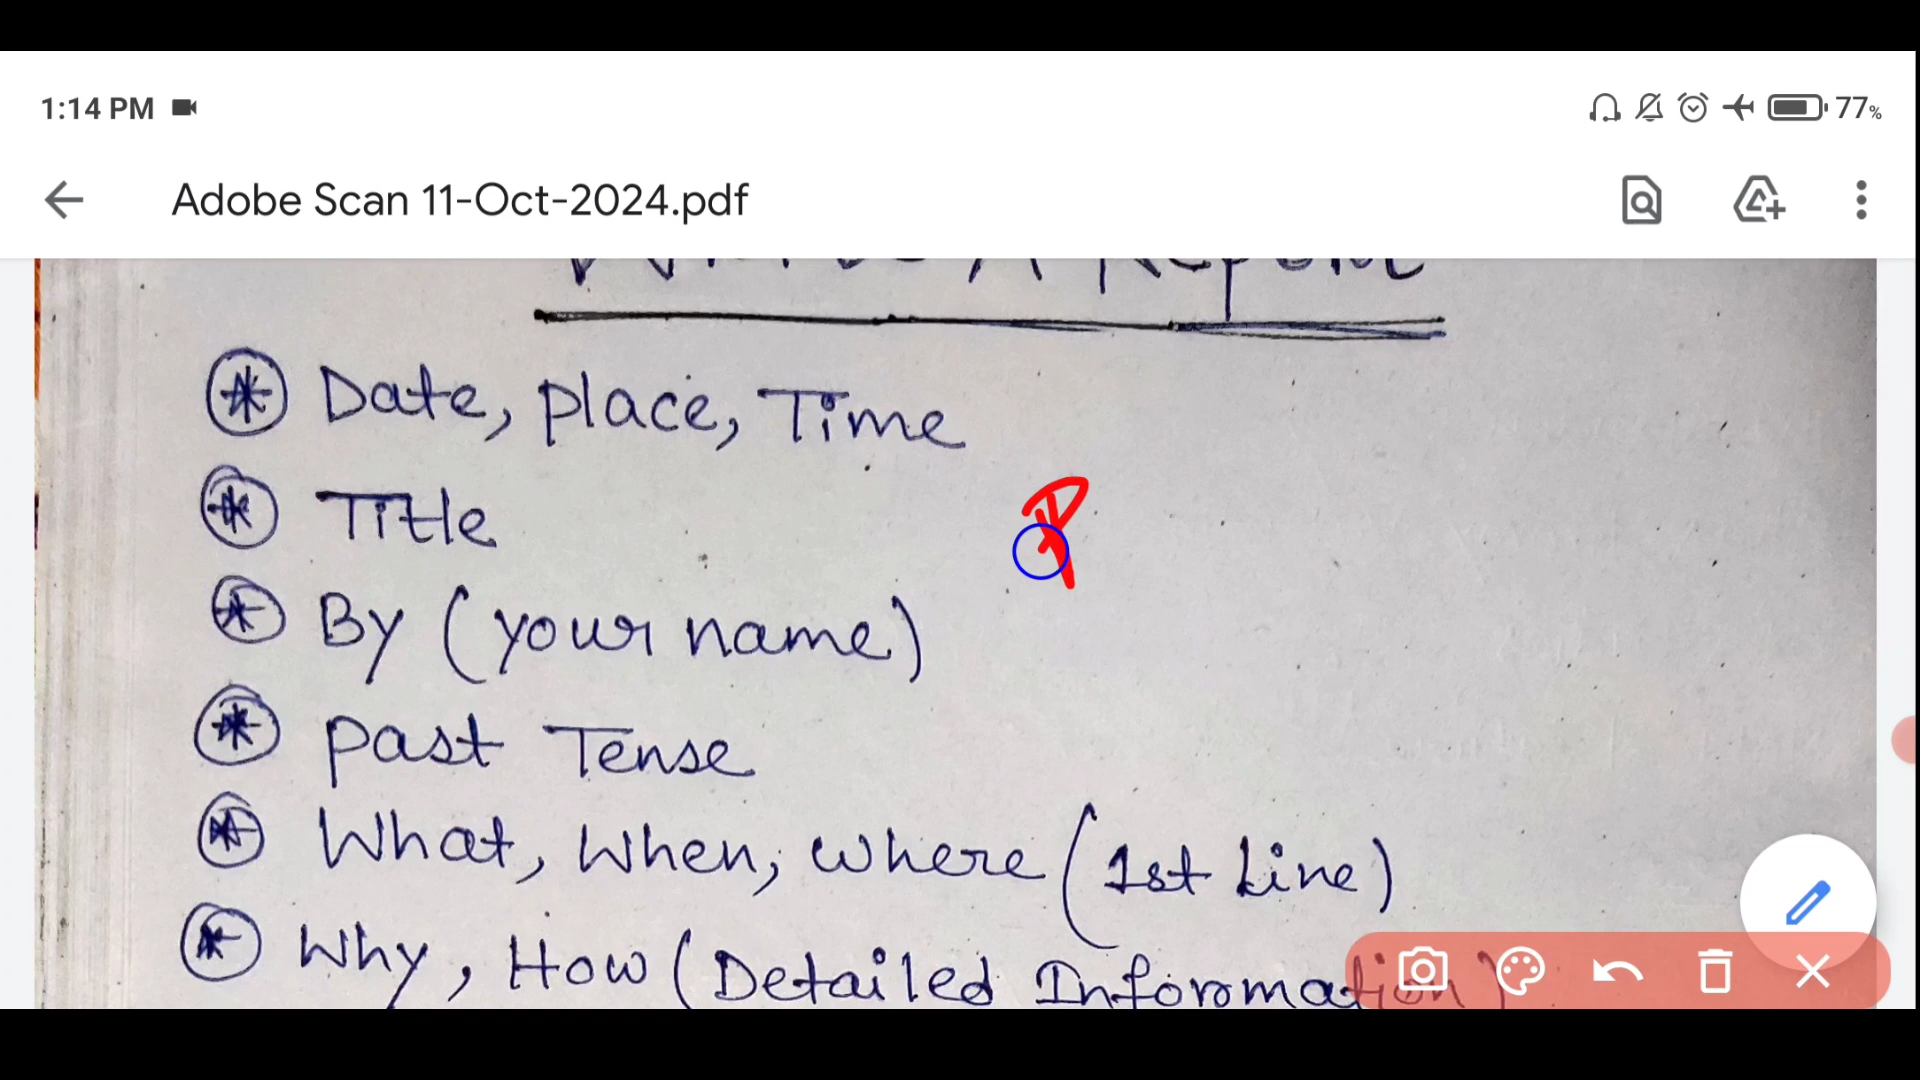 1:14 PM 77%
Adobe Scan 11-Oct-2024.pdf
A Report
Date, place, Time
Title
By (your name)
past Tense
What, When, where (1st Line)
Why, How (Detailed Information)